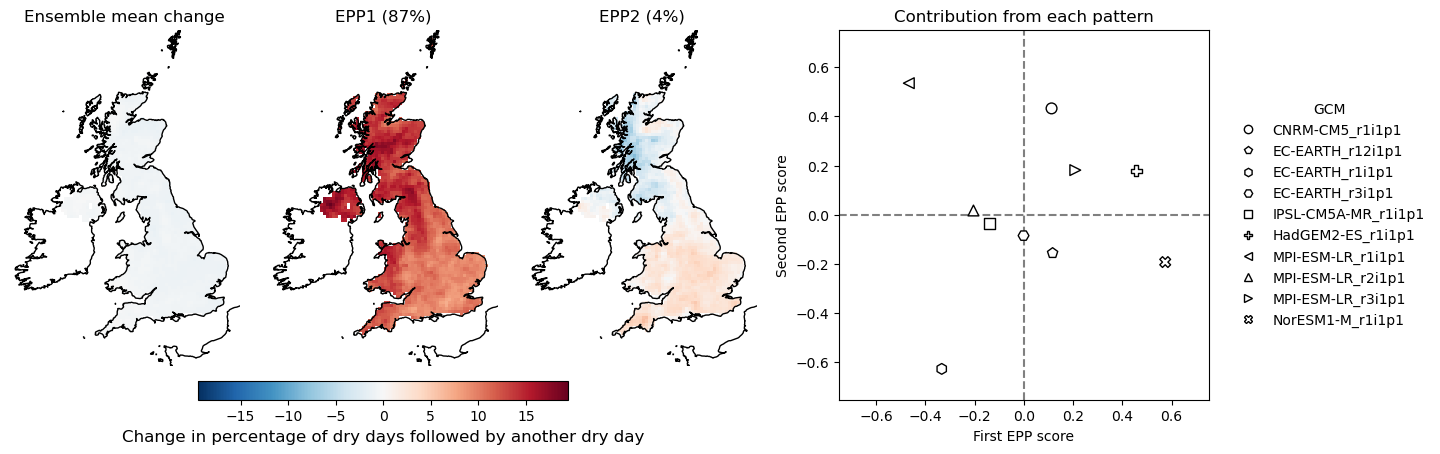 Ensemble mean change
EPP1 (87%)
EPP2 (4%)
−15 −10 −5 0 5 10 15
Change in percentage of dry days followed by another dry day
Contribution from each pattern
Second EPP score
0.6
0.4
0.2
0.0
−0.2
−0.4
−0.6
−0.6 −0.4 −0.2 0.0 0.2 0.4 0.6
First EPP score
GCM
CNRM-CM5_r1i1p1
EC-EARTH_r12i1p1
EC-EARTH_r1i1p1
EC-EARTH_r3i1p1
IPSL-CM5A-MR_r1i1p1
HadGEM2-ES_r1i1p1
MPI-ESM-LR_r1i1p1
MPI-ESM-LR_r2i1p1
MPI-ESM-LR_r3i1p1
NorESM1-M_r1i1p1